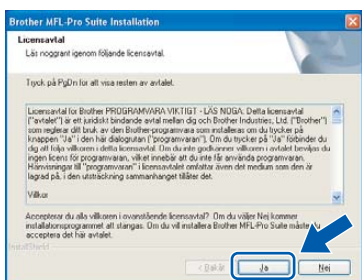 Brother MFL-Pro Suite Installation
Licensavtal
Läs noggrant igenom följande licensavtal.
Tryck på PgDn för att visa resten av avtalet.
Licensavtal för Brother PROGRAMVARA VIKTIGT - LÄS NOGA: Detta licensavtal
("avtalet") är ett juridiskt bindande avtal mellan dig och Brother Industries, Ltd. ("Brother")
som reglerar ditt bruk av den Brother-programvara som installeras om du trycker på
knappen "Ja" i den här dialogrutan ("programvaran"). Om du trycker på "Ja" förbinder du
dig att följa villkoren i detta licensavtal. Om du inte godkänner villkoren i avtalet beviljas du
ingen licens för programvaran, vilket innebär att du inte får använda programvaran.
Hänvisningar till "programvaran" i licensavtalet omfattar även det medium som den är
lagrad på, i den utsträckning sammanhanget tillåter det.
Villkor
Accepterar du alla villkoren i ovanstående licensavtal? Om du väljer Nej kommer
installationsprogrammet att stängas. Om du vill installera Brother MFL-Pro Suite måste du
acceptera det här avtalet.
InstallShield
< Bakåt
Ja
Nej